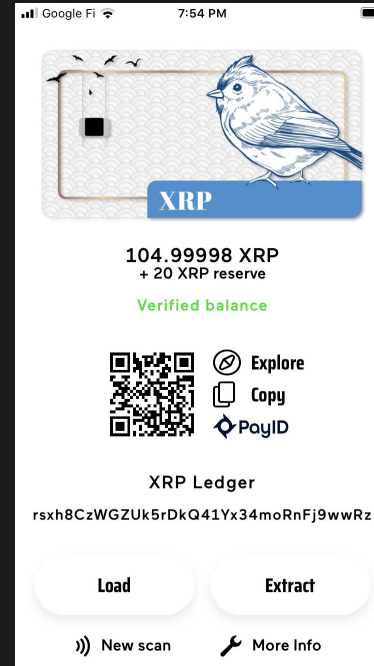 Google Fi
7:54 PM
XRP
104.99998 XRP
+ 20 XRP reserve
Verified balance
Explore
Copy
PayID
XRP Ledger
rsxh8CzWGZUk5rDkQ41Yx34moRnFj9wwRz
Load
Extract
New scan
More Info